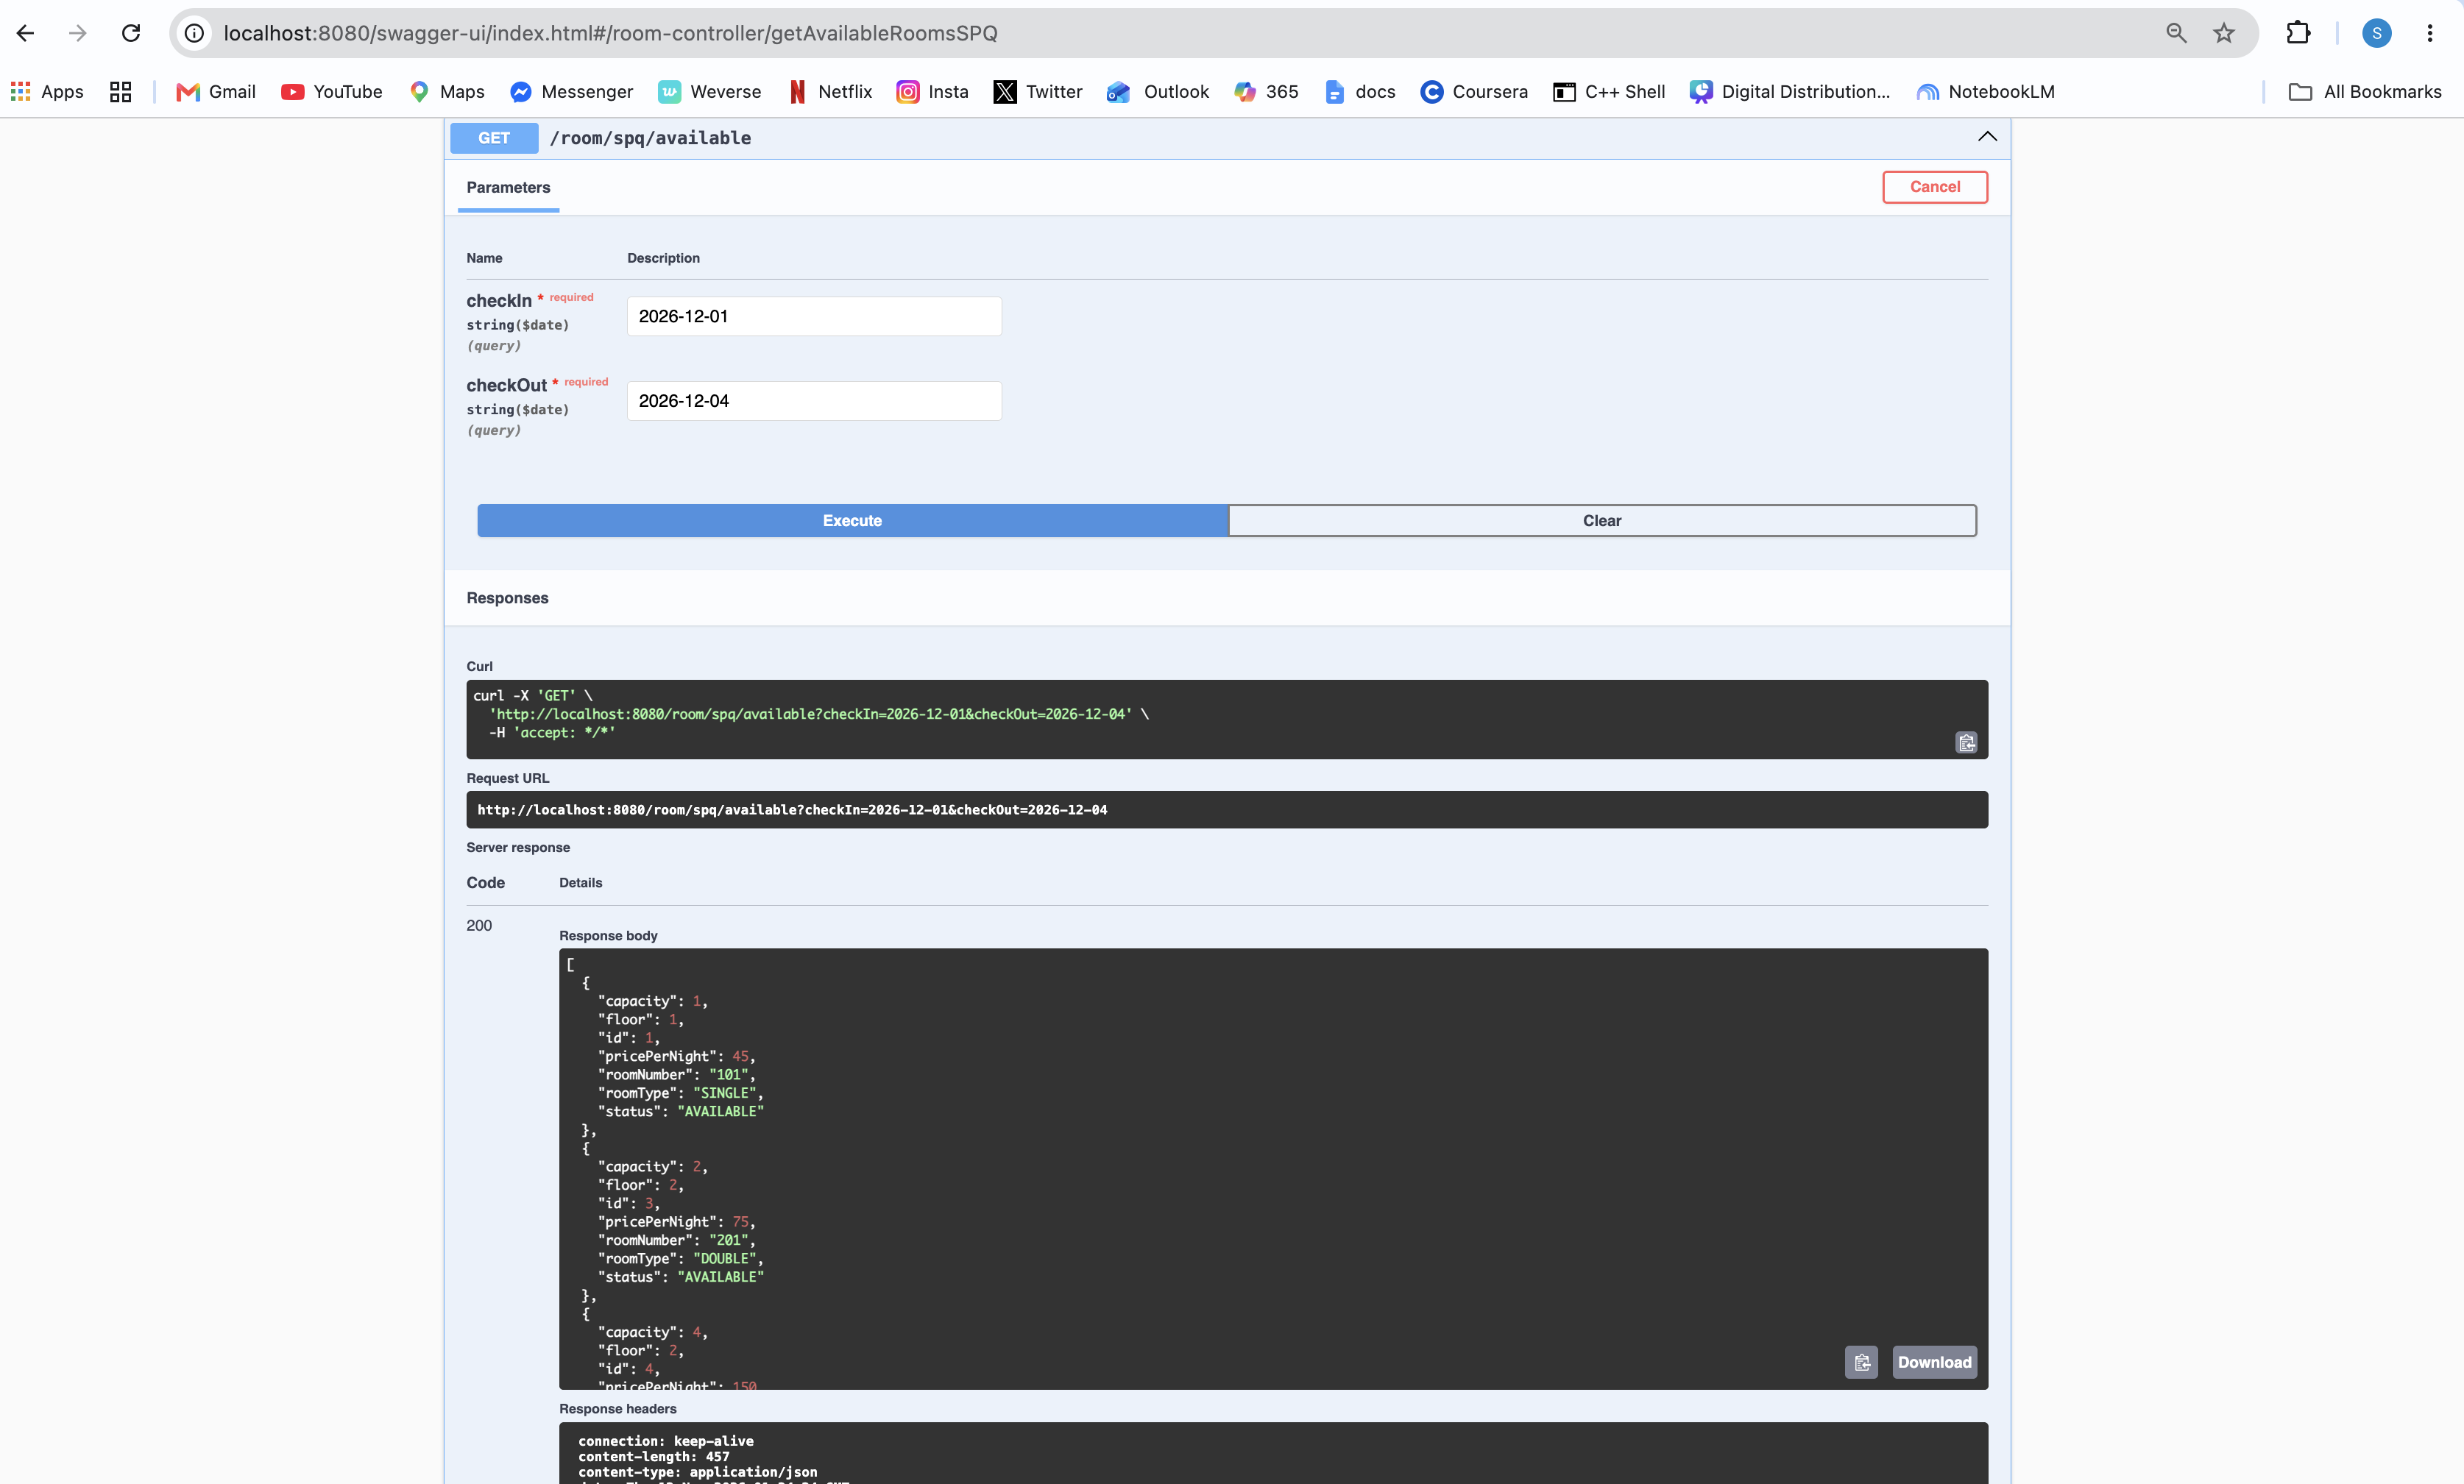 localhost:8080/swagger-ui/index.html#/room-controller/getAvailableRoomsSPQ
S
Apps Gmail YouTube Maps Messenger Weverse Netflix Insta Twitter Outlook 365 docs Coursera C++ Shell Digital Distribution... NotebookLM All Bookmarks
GET /room/spq/available
Parameters Cancel
Name Description
checkIn * required
string($date)
(query)
2026-12-01
checkOut * required
string($date)
(query)
2026-12-04
Execute Clear
Responses
Curl
curl -X 'GET' \
'http://localhost:8080/room/spq/available?checkIn=2026-12-01&checkOut=2026-12-04' \
-H 'accept: */*'
Request URL
http://localhost:8080/room/spq/available?checkIn=2026-12-01&checkOut=2026-12-04
Server response
Code Details
200
Response body
[
{
"capacity": 1,
"floor": 1,
"id": 1,
"pricePerNight": 45,
"roomNumber": "101",
"roomType": "SINGLE",
"status": "AVAILABLE"
},
{
"capacity": 2,
"floor": 2,
"id": 3,
"pricePerNight": 75,
"roomNumber": "201",
"roomType": "DOUBLE",
"status": "AVAILABLE"
},
{
"capacity": 4,
"floor": 2,
"id": 4,
"pricePerNight": 150
Download
Response headers
connection: keep-alive
content-length: 457
content-type: application/json